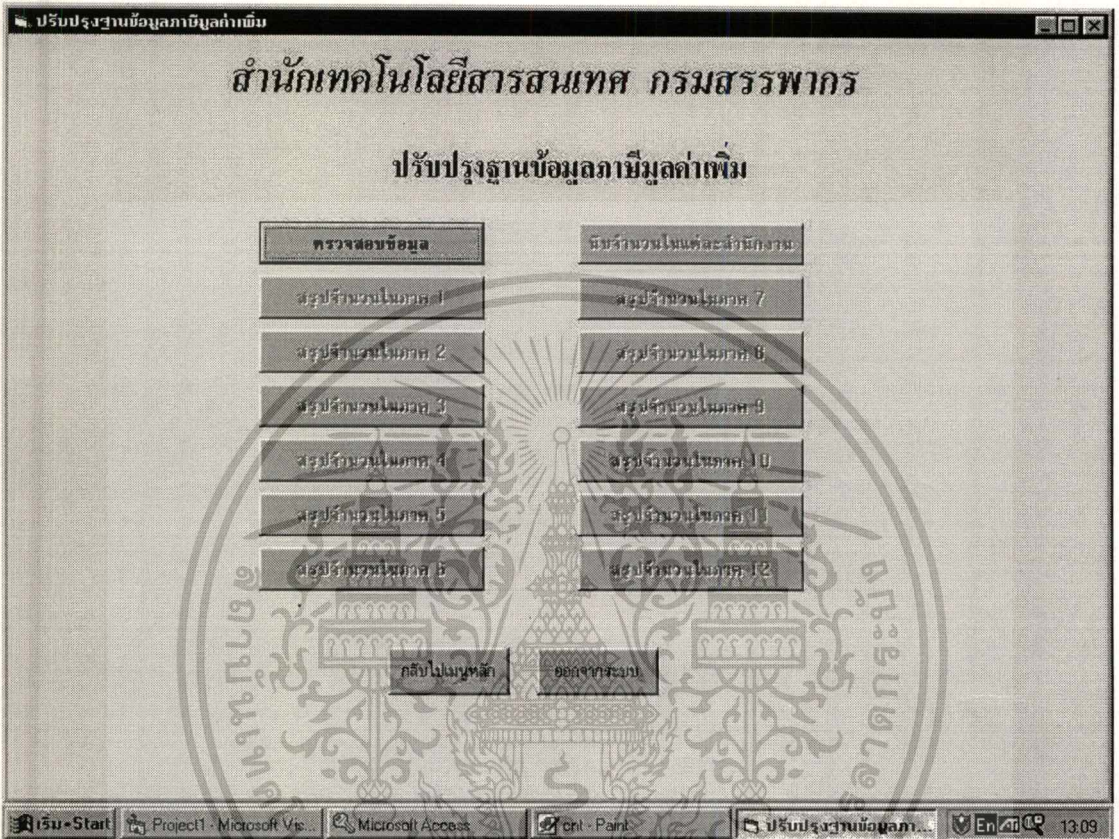 ปรับปรุงฐานข้อมูลภาษีมูลค่าเพิ่ม
สำนักเทคโนโลยีสารสนเทศ กรมสรรพากร
ปรับปรุงฐานข้อมูลภาษีมูลค่าเพิ่ม
ตรวจสอบข้อมูล
นับจำนวนในแต่ละสำนักงาน
สรุปจำนวนในภาค 1
สรุปจำนวนในภาค 7
สรุปจำนวนในภาค 2
สรุปจำนวนในภาค 8
สรุปจำนวนในภาค 3
สรุปจำนวนในภาค 9
สรุปจำนวนในภาค 4
สรุปจำนวนในภาค 10
สรุปจำนวนในภาค 5
สรุปจำนวนในภาค 11
สรุปจำนวนในภาค 6
สรุปจำนวนในภาค 12
กลับไปเมนูหลัก
ออกจากระบบ
เริ่ม-Start
Project1 - Microsoft Vis...
Microsoft Access
cnt - Paint
ปรับปรุงฐานข้อมูลภา...
En
13:09